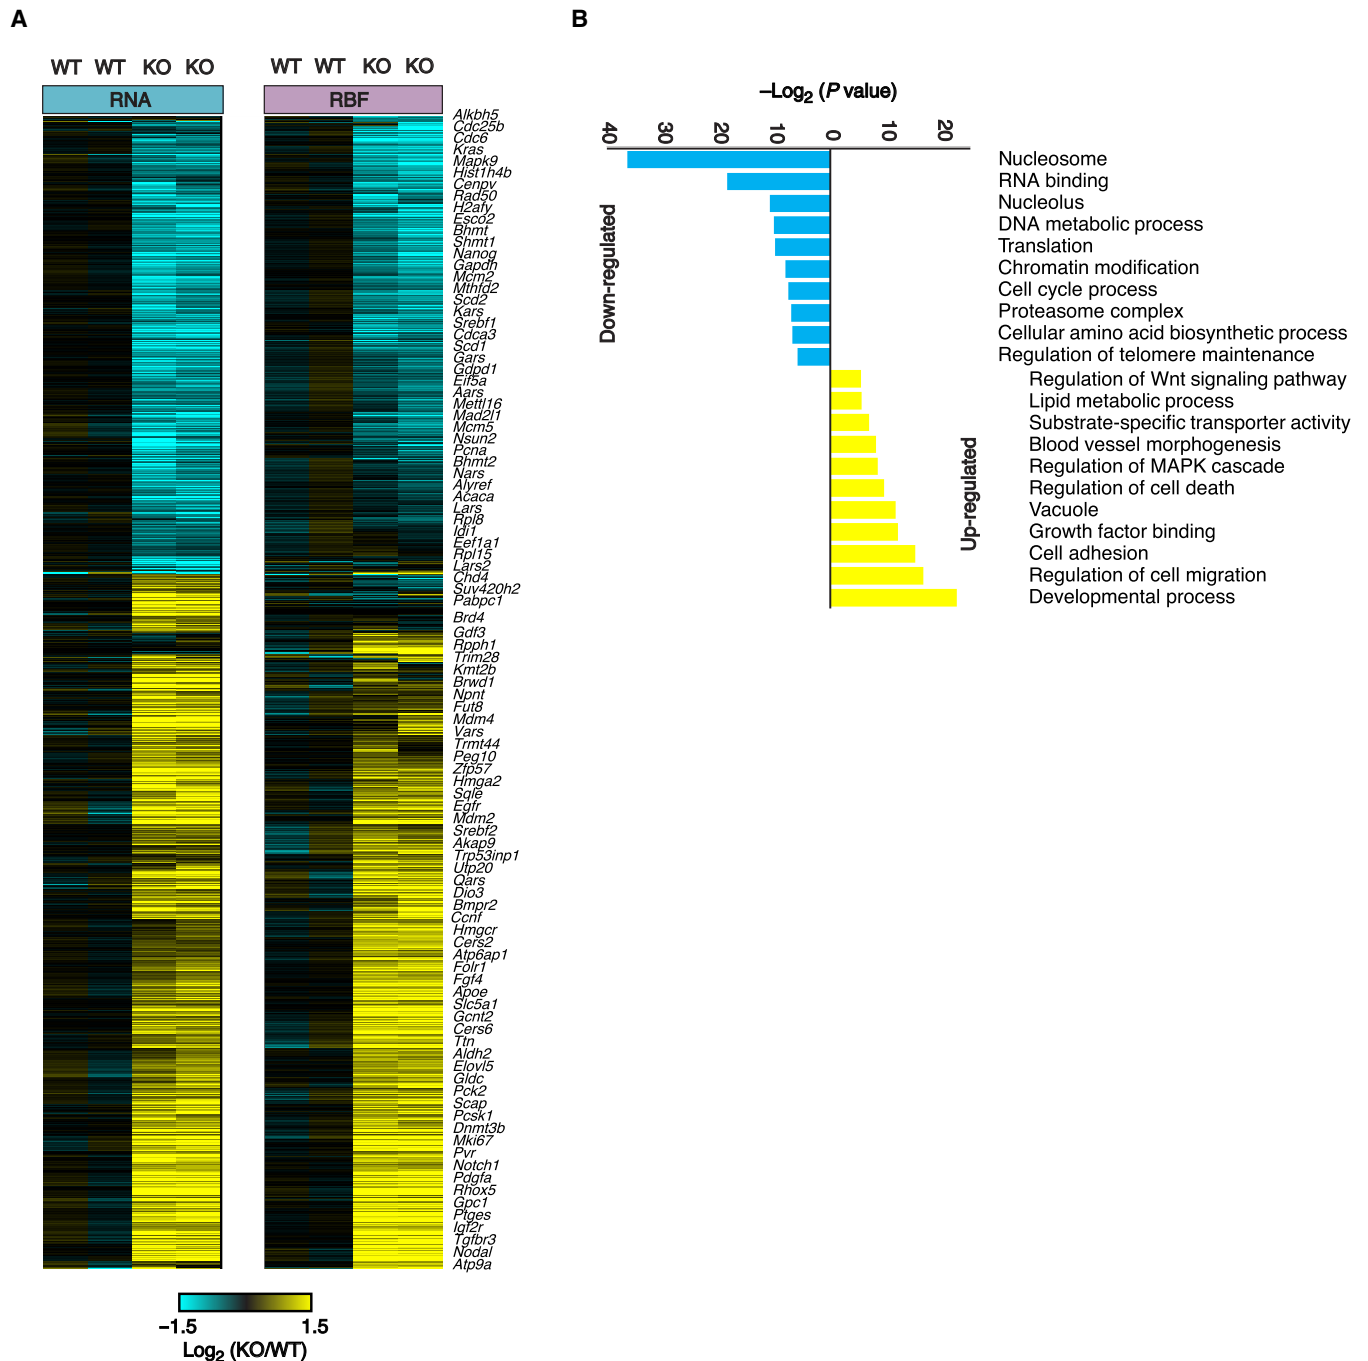 A
WT WT KO KO
WT WT KO KO
RNA
RBF
Alkbh5
Cdc25b
Cdc6
Kras
Mapk9
Hist1h4b
Cenpv
Rad50
H2afy
Esco2
Bhmt
Shmt1
Nanog
Gapdh
Mcm2
Mthfd2
Scd2
Kars
Srebf1
Cdca3
Scd1
Gars
Gdpd1
Eif5a
Aars
Mettl16
Mad2l1
Mcm5
Nsun2
Pcna
Bhmt2
Nars
Alyref
Acaca
Lars
Rpl8
Idi1
Eef1a1
Rpl15
Lars2
Chd4
Suv420h2
Pabpc1
Brd4
Gdf3
Rpph1
Trim28
Kmt2b
Brwd1
Npnt
Fut8
Mdm4
Vars
Trmt44
Peg10
Zfp57
Hmga2
Sqle
Egfr
Mdm2
Srebf2
Akap9
Trp53inp1
Utp20
Qars
Dio3
Bmpr2
Ccnf
Hmgcr
Cers2
Atp6ap1
Folr1
Fgf4
Apoe
Slc5a1
Gcnt2
Cers6
Ttn
Aldh2
Elovl5
Gldc
Pck2
Scap
Pcsk1
Dnmt3b
Mki67
Pvr
Notch1
Pdgfa
Rhox5
Gpc1
Ptges
Igf2r
Tgfbr3
Nodal
Atp9a
−1.5 1.5
Log2 (KO/WT)
B
−Log2 (P value)
40 30 20 10 0 10 20
Down-regulated
Up-regulated
Nucleosome
RNA binding
Nucleolus
DNA metabolic process
Translation
Chromatin modification
Cell cycle process
Proteasome complex
Cellular amino acid biosynthetic process
Regulation of telomere maintenance
Regulation of Wnt signaling pathway
Lipid metabolic process
Substrate-specific transporter activity
Blood vessel morphogenesis
Regulation of MAPK cascade
Regulation of cell death
Vacuole
Growth factor binding
Cell adhesion
Regulation of cell migration
Developmental process